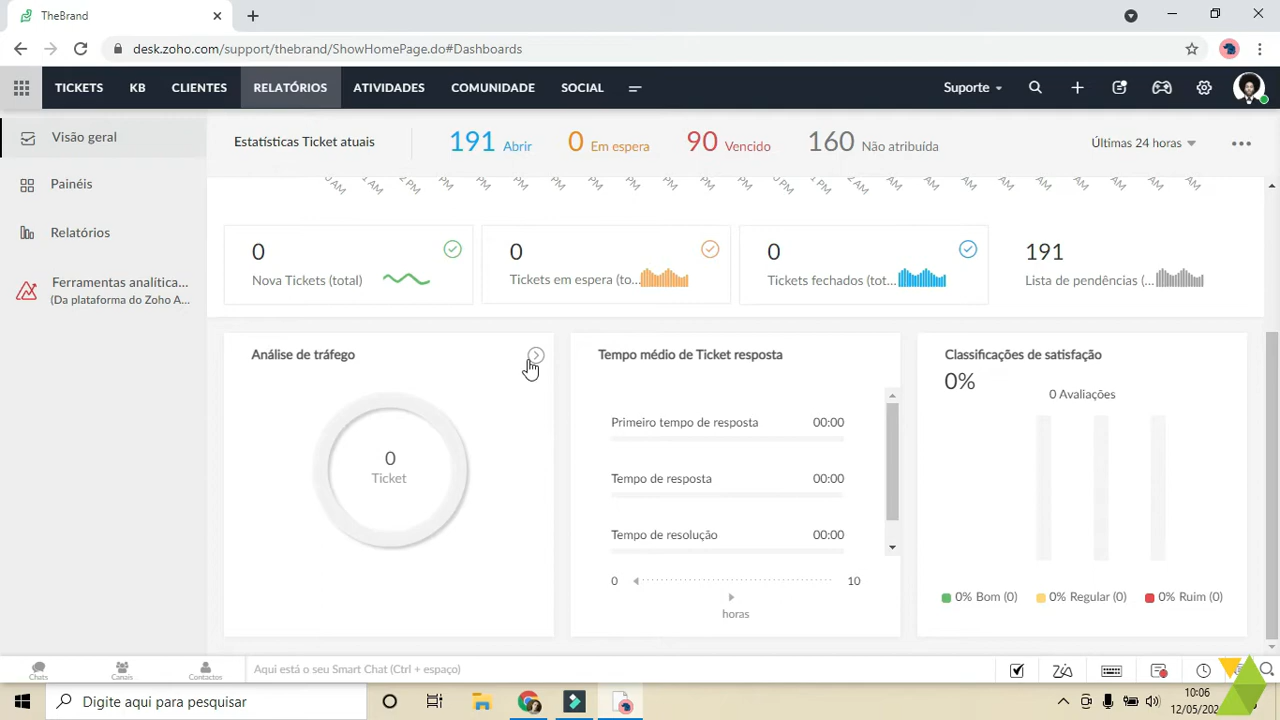 TheBrand
desk.zoho.com/support/thebrand/ShowHomePage.do#Dashboards
TICKETS KB CLIENTES RELATÓRIOS ATIVIDADES COMUNIDADE SOCIAL Suporte
Visão geral
Painéis
Relatórios
Ferramentas analítica...
(Da plataforma do Zoho A...
Estatísticas Ticket atuais 191 Abrir 0 Em espera 90 Vencido 160 Não atribuída Últimas 24 horas
0
Nova Tickets (total)
0
Tickets em espera (to...
0
Tickets fechados (tot...
191
Lista de pendências (...
Análise de tráfego
0
Ticket
Tempo médio de Ticket resposta
Primeiro tempo de resposta 00:00
Tempo de resposta 00:00
Tempo de resolução 00:00
0 10
horas
Classificações de satisfação
0%
0 Avaliações
0% Bom (0) 0% Regular (0) 0% Ruim (0)
Chats Canais Contactos
Aqui está o seu Smart Chat (Ctrl + espaço)
Digite aqui para pesquisar
10:06